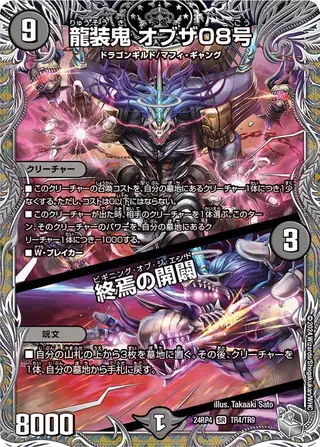 9
りゅうそうき ごう
龍装鬼 オブザ08号
ドラゴンギルド/マフィ・ギャング
クリーチャー
■このクリーチャーの召喚コストを、自分の墓地にあるクリーチャー1体につき1少
なくする。ただし、コストは0以下にはならない。
■このクリーチャーが出た時、相手のクリーチャーを1体選ぶ。このター
ン、そのクリーチャーのパワーを、自分の墓地にあるク
リーチャー1体につき-1000する。
■W・ブレイカー
3
ビギニング・オブ・ジ・エンド
終焉の開闢
呪文
■自分の山札の上から3枚を墓地に置く。その後、クリーチャーを
1体、自分の墓地から手札に戻す。
illus. Takaaki Sato
24RP4 SR TR4/TR9
8000
1